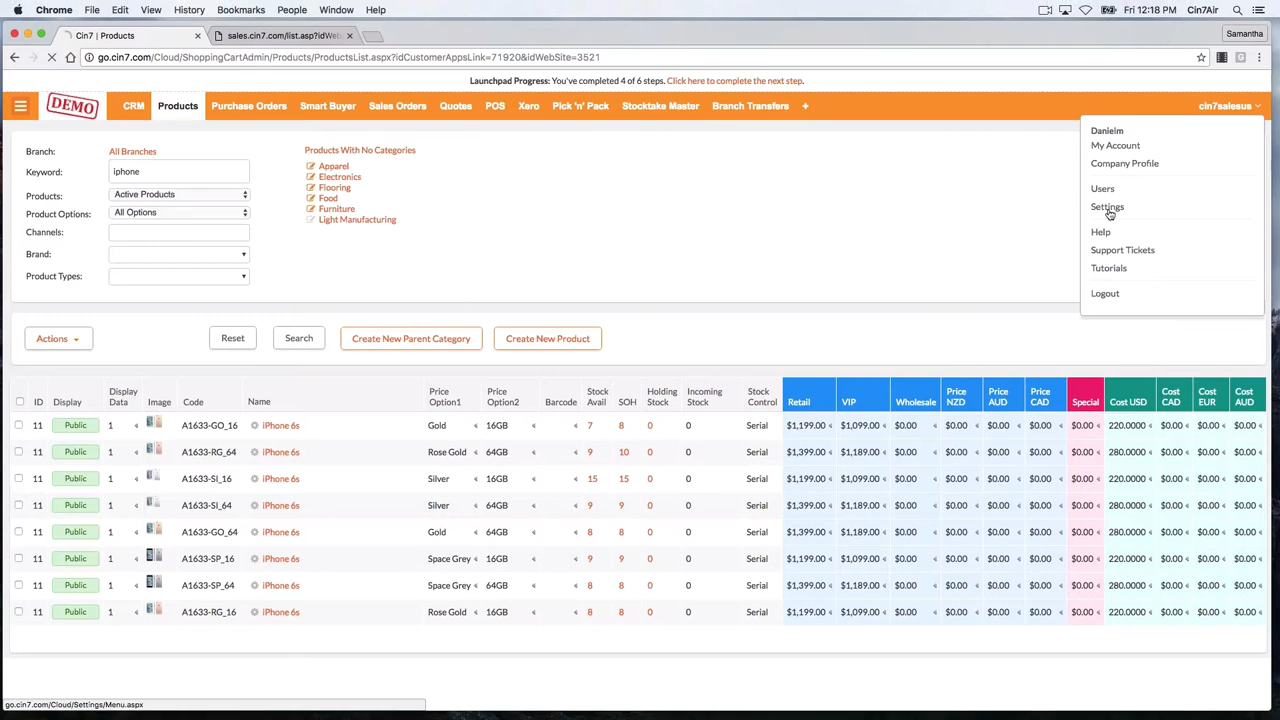 Chrome File Edit View History Bookmarks People Window Help Fri 12:18 PM Cin7Air
Cin7 | Products sales.cin7.com/list.asp?idWeb Samantha
go.cin7.com/Cloud/ShoppingCartAdmin/Products/ProductsList.aspx?idCustomerAppsLink=71920&idWebSite=3521
Launchpad Progress: You've completed 4 of 6 steps. Click here to complete the next step.
DEMO CRM Products Purchase Orders Smart Buyer Sales Orders Quotes POS Xero Pick 'n' Pack Stocktake Master Branch Transfers + cin7salesus
Danielm
My Account
Company Profile
Users
Settings
Help
Support Tickets
Tutorials
Logout
Branch: All Branches
Keyword: iphone
Products: Active Products
Product Options: All Options
Channels:
Brand:
Product Types:
Products With No Categories
Apparel
Electronics
Flooring
Food
Furniture
Light Manufacturing
Actions Reset Search Create New Parent Category Create New Product
ID Display Display Data Image Code Name Price Option1 Price Option2 Barcode Stock Avail SOH Holding Stock Incoming Stock Stock Control Retail VIP Wholesale Price NZD Price AUD Price CAD Special Cost USD Cost CAD Cost EUR Cost AUD
11 Public 1 A1633-GO_16 iPhone 6s Gold 16GB 7 8 0 0 Serial $1,199.00 $1,099.00 $0.00 $0.00 $0.00 $0.00 $0.00 220.0000 $0.00 $0.00 $0.00
11 Public 1 A1633-RG_64 iPhone 6s Rose Gold 64GB 9 10 0 0 Serial $1,399.00 $1,189.00 $0.00 $0.00 $0.00 $0.00 $0.00 280.0000 $0.00 $0.00 $0.00
11 Public 1 A1633-SI_16 iPhone 6s Silver 16GB 15 15 0 0 Serial $1,199.00 $1,099.00 $0.00 $0.00 $0.00 $0.00 $0.00 220.0000 $0.00 $0.00 $0.00
11 Public 1 A1633-SI_64 iPhone 6s Silver 64GB 9 9 0 0 Serial $1,399.00 $1,189.00 $0.00 $0.00 $0.00 $0.00 $0.00 280.0000 $0.00 $0.00 $0.00
11 Public 1 A1633-GO_64 iPhone 6s Gold 64GB 8 8 0 0 Serial $1,399.00 $1,189.00 $0.00 $0.00 $0.00 $0.00 $0.00 280.0000 $0.00 $0.00 $0.00
11 Public 1 A1633-SP_16 iPhone 6s Space Grey 16GB 9 9 0 0 Serial $1,199.00 $1,099.00 $0.00 $0.00 $0.00 $0.00 $0.00 220.0000 $0.00 $0.00 $0.00
11 Public 1 A1633-SP_64 iPhone 6s Space Grey 64GB 8 8 0 0 Serial $1,399.00 $1,189.00 $0.00 $0.00 $0.00 $0.00 $0.00 280.0000 $0.00 $0.00 $0.00
11 Public 1 A1633-RG_16 iPhone 6s Rose Gold 16GB 8 8 0 0 Serial $1,199.00 $1,099.00 $0.00 $0.00 $0.00 $0.00 $0.00 220.0000 $0.00 $0.00 $0.00
go.cin7.com/Cloud/Settings/Menu.aspx